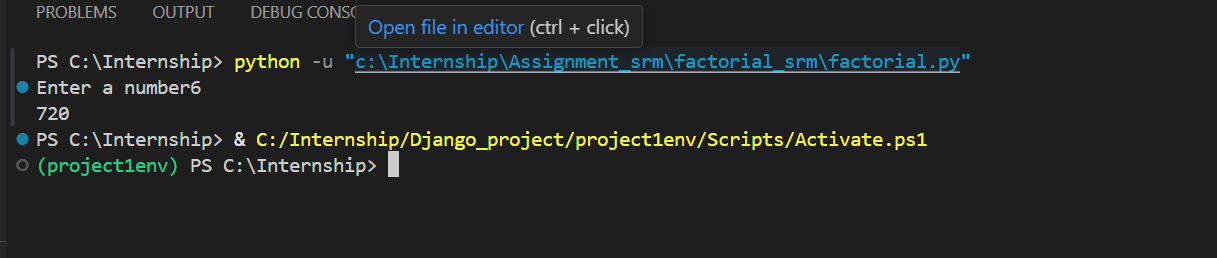 PROBLEMS OUTPUT DEBUG CONS
Open file in editor (ctrl + click)
PS C:\Internship> python -u "c:\Internship\Assignment_srm\factorial_srm\factorial.py"
Enter a number6
720
PS C:\Internship> & C:/Internship/Django_project/project1env/Scripts/Activate.ps1
(project1env) PS C:\Internship>